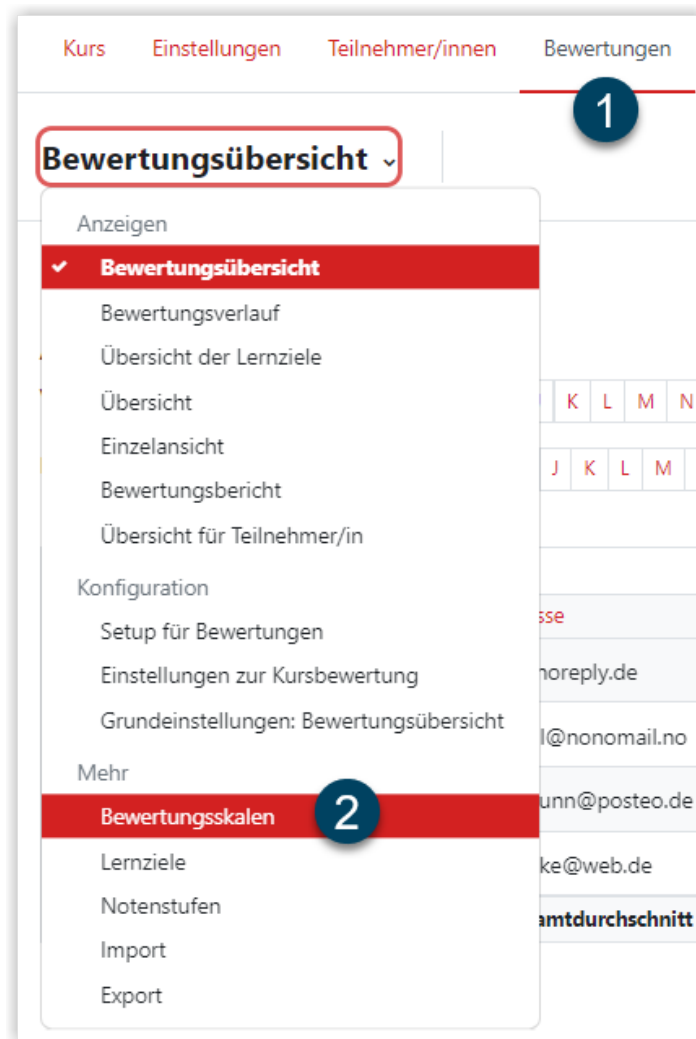 Kurs Einstellungen Teilnehmer/innen Bewertungen
1
Bewertungsübersicht
Anzeigen
Bewertungsübersicht
Bewertungsverlauf
Übersicht der Lernziele
Übersicht
K L M N
Einzelansicht
J K L M
Bewertungsbericht
Übersicht für Teilnehmer/in
Konfiguration
Setup für Bewertungen
sse
Einstellungen zur Kursbewertung
noreply.de
Grundeinstellungen: Bewertungsübersicht
l@nonomail.no
Mehr
Bewertungsskalen
2
unn@posteo.de
Lernziele
ke@web.de
Notenstufen
amtdurchschnitt
Import
Export